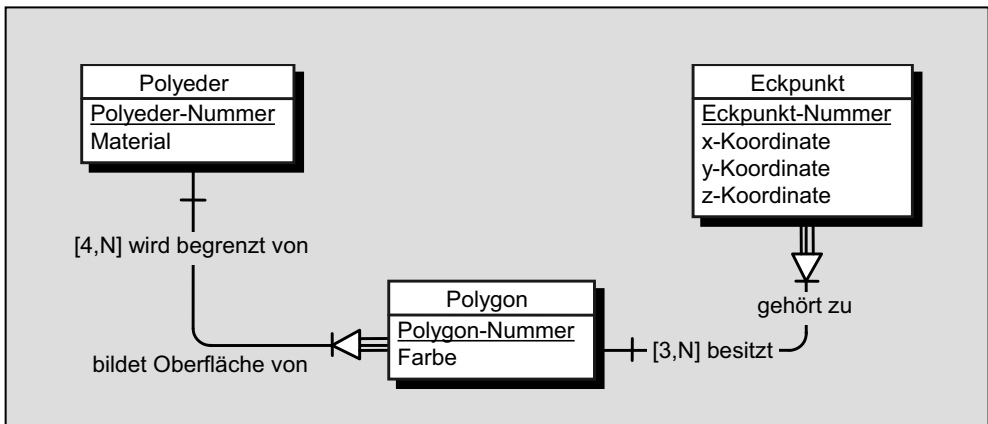 Polyeder
Polyeder-Nummer
Material
[4,N] wird begrenzt von
bildet Oberfläche von
Polygon
Polygon-Nummer
Farbe
[3,N] besitzt
gehört zu
Eckpunkt
Eckpunkt-Nummer
x-Koordinate
y-Koordinate
z-Koordinate